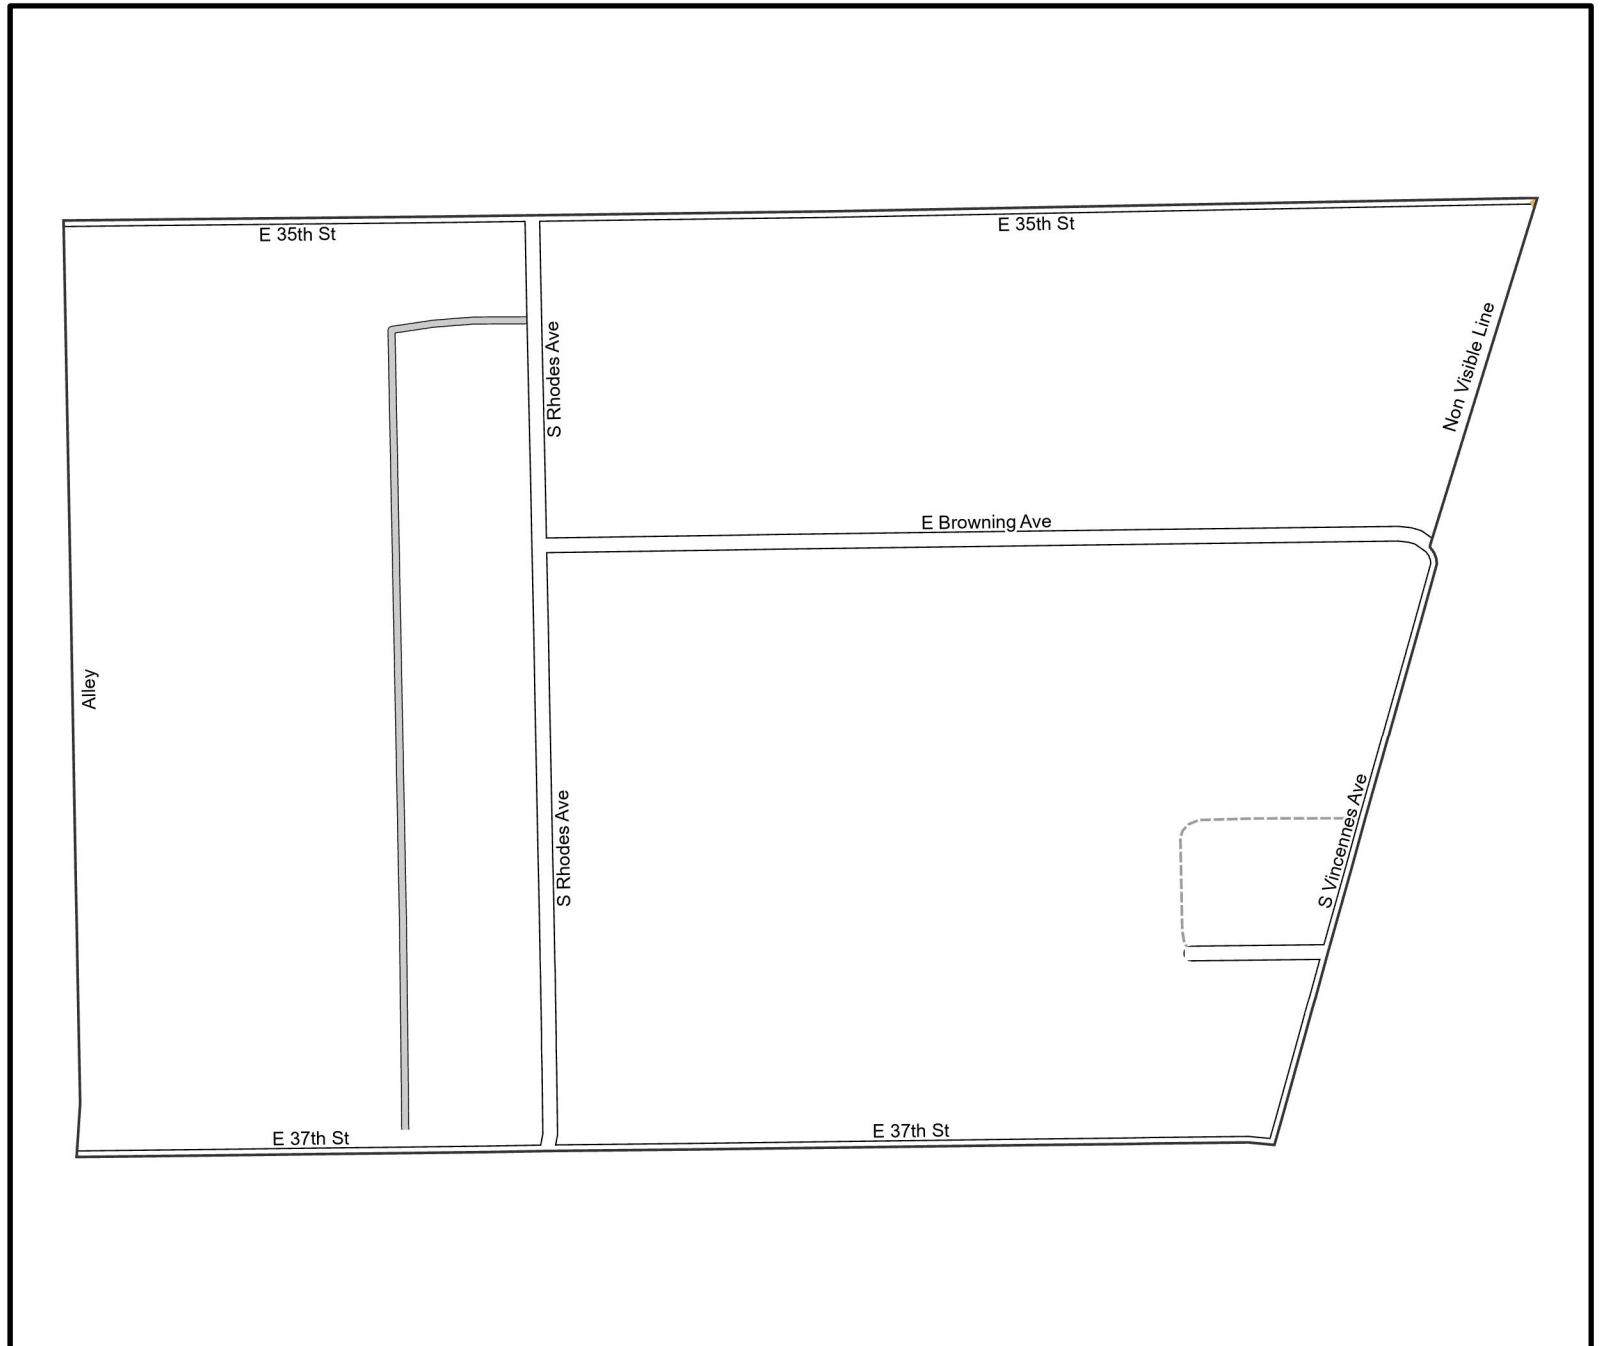 E 35th St
E 35th St
S Rhodes Ave
Non Visible Line
E Browning Ave
Alley
S Rhodes Ave
S Vincennes Ave
E 37th St
E 37th St